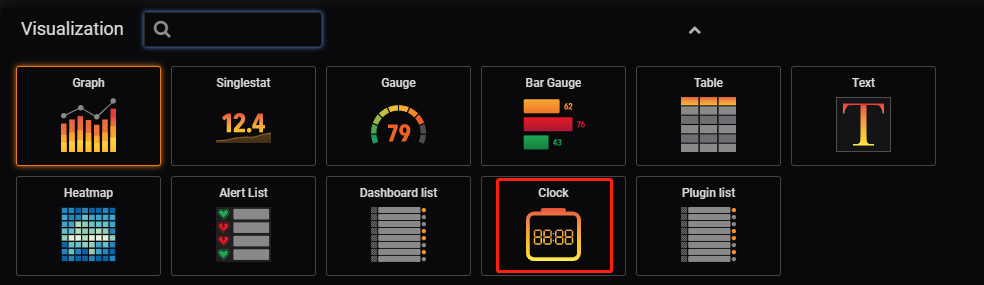 Visualization
Graph
Singlestat
Gauge
Bar Gauge
Table
Text
12.4
79
62
76
43
T
Heatmap
Alert List
Dashboard list
Clock
Plugin list
88:88